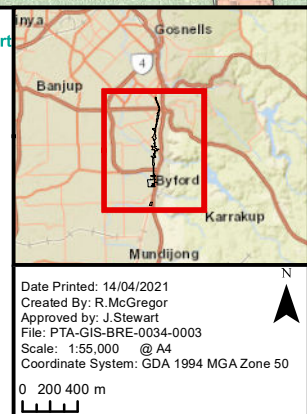 Gosnells
rt
4
Banjup
Byford
Karrakup
Mundijong
N
Date Printed: 14/04/2021
Created By: R.McGregor
Approved by: J.Stewart
File: PTA-GIS-BRE-0034-0003
Scale: 1:55,000 @ A4
Coordinate System: GDA 1994 MGA Zone 50
0 200 400 m